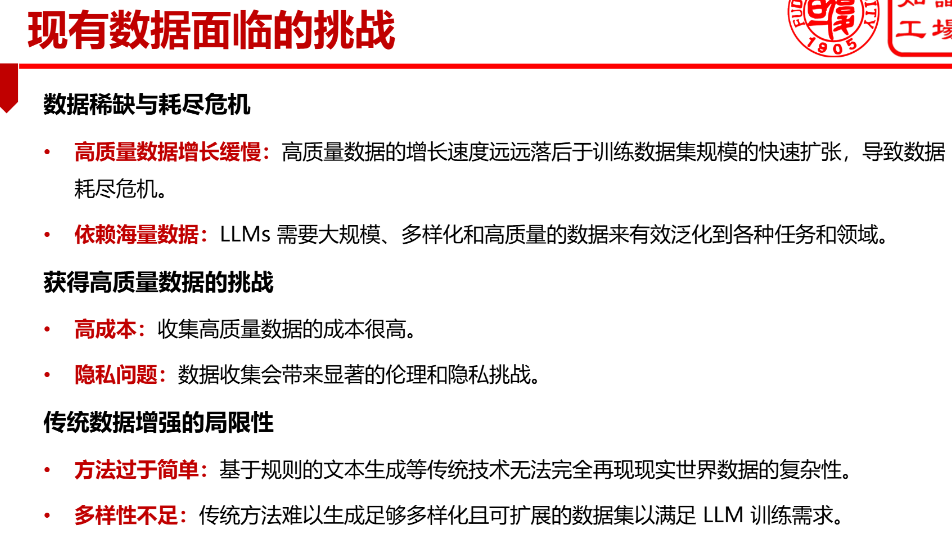 现有数据面临的挑战
1905
数据稀缺与耗尽危机
• 高质量数据增长缓慢：高质量数据的增长速度远远落后于训练数据集规模的快速扩张，导致数据
耗尽危机。
• 依赖海量数据：LLMs 需要大规模、多样化和高质量的数据来有效泛化到各种任务和领域。
获得高质量数据的挑战
• 高成本：收集高质量数据的成本很高。
• 隐私问题：数据收集会带来显著的伦理和隐私挑战。
传统数据增强的局限性
• 方法过于简单：基于规则的文本生成等传统技术无法完全再现现实世界数据的复杂性。
• 多样性不足：传统方法难以生成足够多样化且可扩展的数据集以满足 LLM 训练需求。